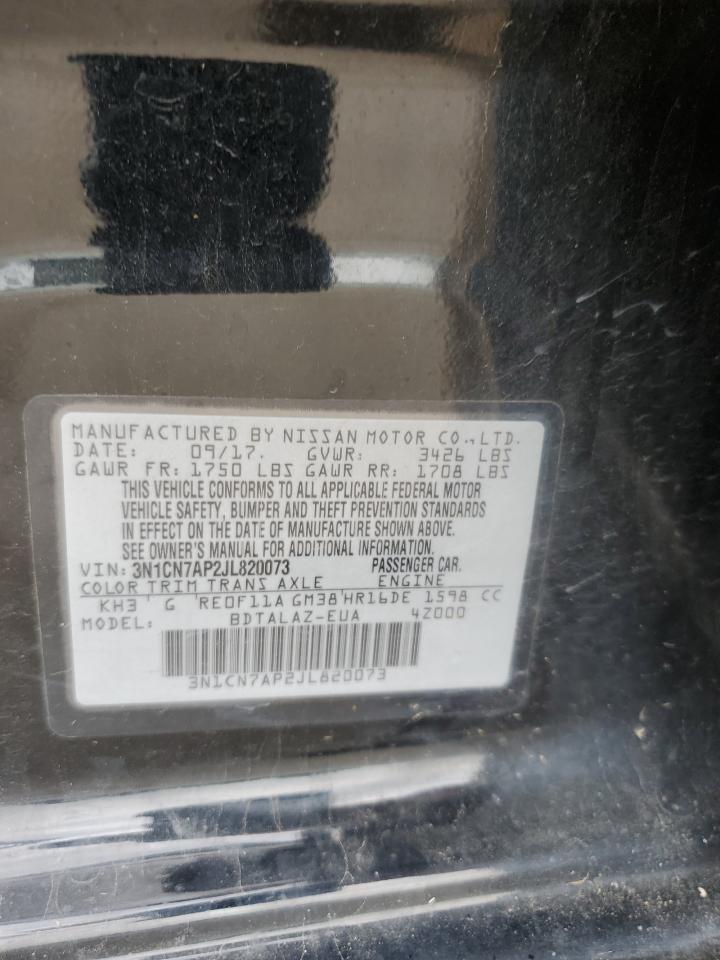 MANUFACTURED BY NISSAN MOTOR CO.,LTD.
DATE: 09/17. GVWR: 3426 LBS
GAWR FR: 1750 LBS GAWR RR: 1708 LBS
THIS VEHICLE CONFORMS TO ALL APPLICABLE FEDERAL MOTOR
VEHICLE SAFETY, BUMPER AND THEFT PREVENTION STANDARDS
IN EFFECT ON THE DATE OF MANUFACTURE SHOWN ABOVE.
SEE OWNER'S MANUAL FOR ADDITIONAL INFORMATION.
VIN: 3N1CN7AP2JL820073 PASSENGER CAR.
COLOR TRIM TRANS AXLE ENGINE
KH3 G RE0F11A GM38 HR16DE 1598 CC
MODEL: BDTALAZ-EUA 4Z000
3N1CN7AP2JL820073